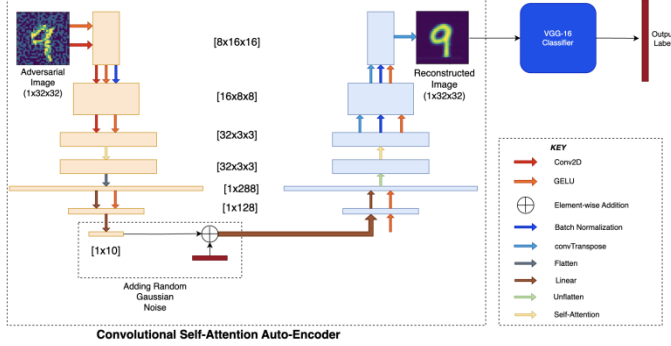 Adversarial
Image
(1x32x32)
[8x16x16]
[16x8x8]
[32x3x3]
[32x3x3]
[1x288]
[1x128]
[1x10]
Adding Random
Gaussian
Noise
Convolutional Self-Attention Auto-Encoder
Reconstructed
Image
(1x32x32)
VGG-16
Classifier
Output
Label
KEY
Conv2D
GELU
Element-wise Addition
Batch Normalization
convTranspose
Flatten
Linear
Unflatten
Self-Attention